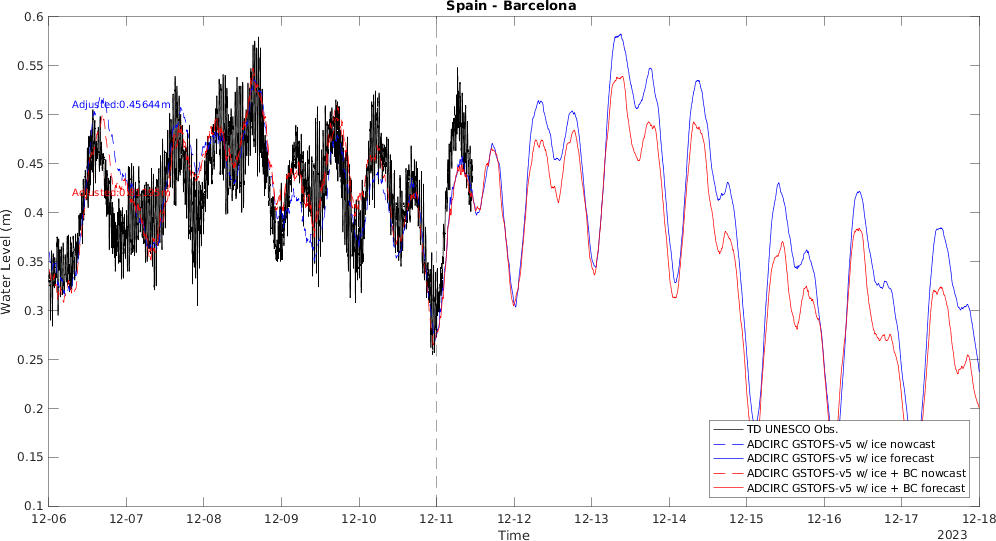 Spain - Barcelona
0.6
0.55
0.5
0.45
0.4
0.35
0.3
0.25
0.2
0.15
0.1
Water Level (m)
Adjusted:0.45644m
TD UNESCO Obs.
ADCIRC GSTOFS-v5 w/ ice nowcast
ADCIRC GSTOFS-v5 w/ ice forecast
ADCIRC GSTOFS-v5 w/ ice + BC nowcast
ADCIRC GSTOFS-v5 w/ ice + BC forecast
12-06 12-07 12-08 12-09 12-10 12-11 12-12 12-13 12-14 12-15 12-16 12-17 12-18
Time
2023